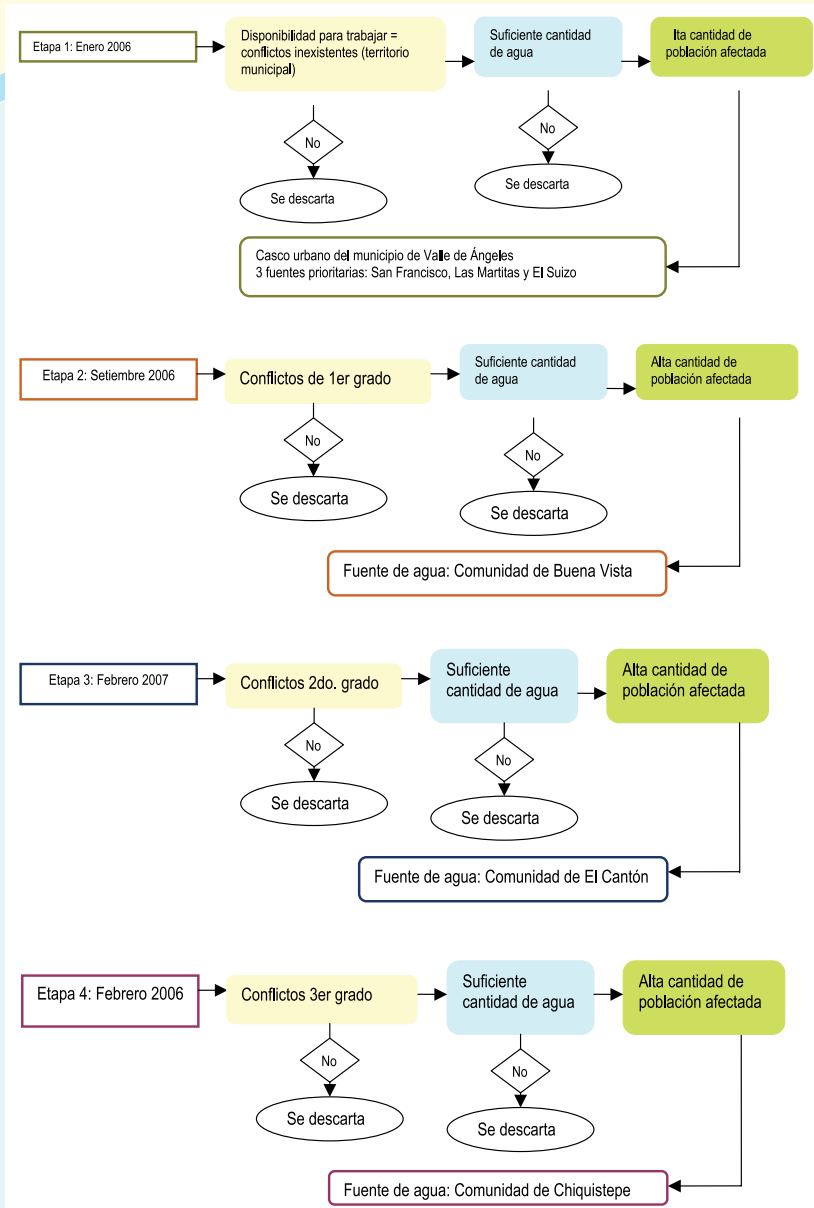 Etapa 1: Enero 2006
Disponibilidad para trabajar =
conflictos inexistentes (territorio
municipal)
Suficiente cantidad
de agua
lta cantidad de
población afectada
No
No
Se descarta
Se descarta
Casco urbano del municipio de Valle de Ángeles
3 fuentes prioritarias: San Francisco, Las Martitas y El Suizo
Etapa 2: Setiembre 2006
Conflictos de 1er grado
Suficiente cantidad
de agua
Alta cantidad de
población afectada
No
No
Se descarta
Se descarta
Fuente de agua: Comunidad de Buena Vista
Etapa 3: Febrero 2007
Conflictos 2do. grado
Suficiente
cantidad de agua
Alta cantidad de
población afectada
No
No
Se descarta
Se descarta
Fuente de agua: Comunidad de El Cantón
Etapa 4: Febrero 2006
Conflictos 3er grado
Suficiente
cantidad de agua
Alta cantidad de
población afectada
No
No
Se descarta
Se descarta
Fuente de agua: Comunidad de Chiquistepe